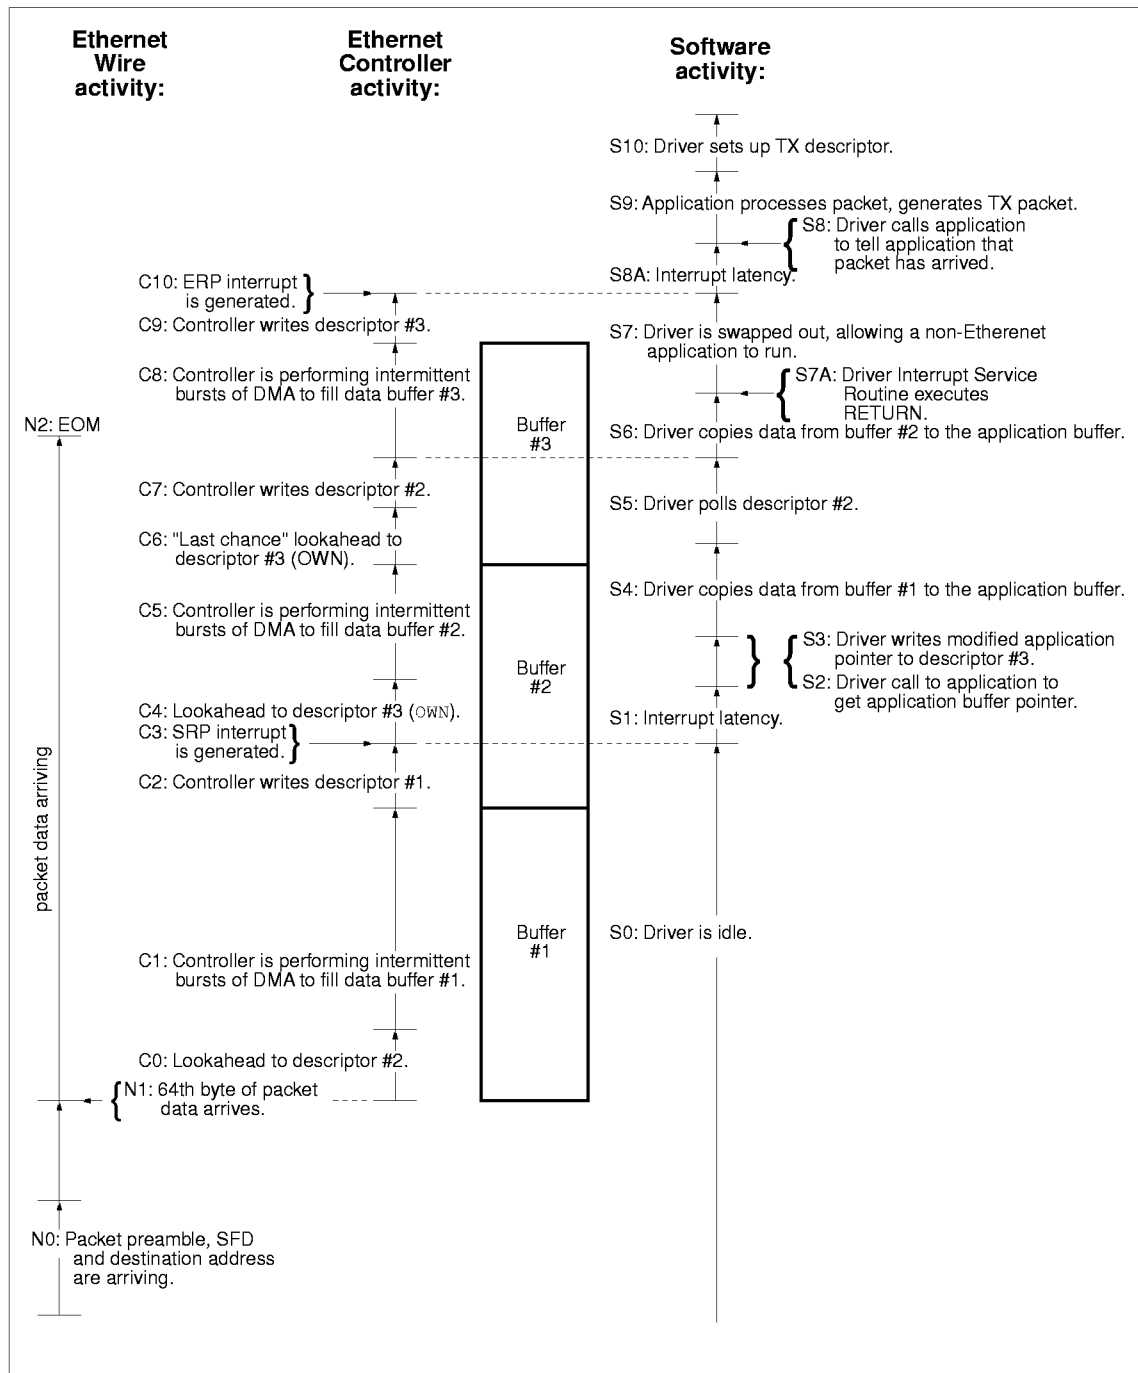 Ethernet
Wire
activity:
Ethernet
Controller
activity:
Software
activity:
S10: Driver sets up TX descriptor.
S9: Application processes packet, generates TX packet.
S8: Driver calls application
to tell application that
packet has arrived.
S8A: Interrupt latency.
C10: ERP interrupt
is generated.
C9: Controller writes descriptor #3.
S7: Driver is swapped out, allowing a non-Etherenet
application to run.
C8: Controller is performing intermittent
bursts of DMA to fill data buffer #3.
S7A: Driver Interrupt Service
Routine executes
RETURN.
N2: EOM
Buffer
#3
S6: Driver copies data from buffer #2 to the application buffer.
C7: Controller writes descriptor #2.
S5: Driver polls descriptor #2.
C6: "Last chance" lookahead to
descriptor #3 (OWN).
S4: Driver copies data from buffer #1 to the application buffer.
C5: Controller is performing intermittent
bursts of DMA to fill data buffer #2.
S3: Driver writes modified application
pointer to descriptor #3.
Buffer
#2
S2: Driver call to application to
get application buffer pointer.
C4: Lookahead to descriptor #3 (OWN).
S1: Interrupt latency.
C3: SRP interrupt
is generated.
C2: Controller writes descriptor #1.
packet data arriving
Buffer
#1
S0: Driver is idle.
C1: Controller is performing intermittent
bursts of DMA to fill data buffer #1.
C0: Lookahead to descriptor #2.
N1: 64th byte of packet
data arrives.
N0: Packet preamble, SFD
and destination address
are arriving.